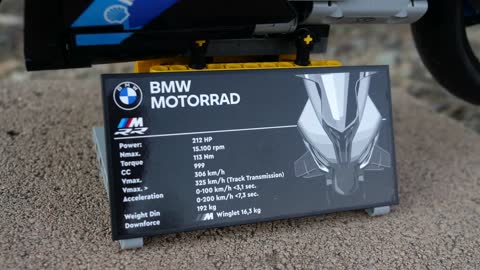 BMW
MOTORRAD
M
RR
Power: 212 HP
Nmax. 15.100 rpm
Torque 113 Nm
CC 999
Vmax. 306 km/h
Vmax. > 325 km/h (Track Transmission)
Acceleration 0-100 km/h <3,1 sec.
0-200 km/h <7,3 sec.
Weight Din 192 kg
Downforce M Winglet 16,3 kg